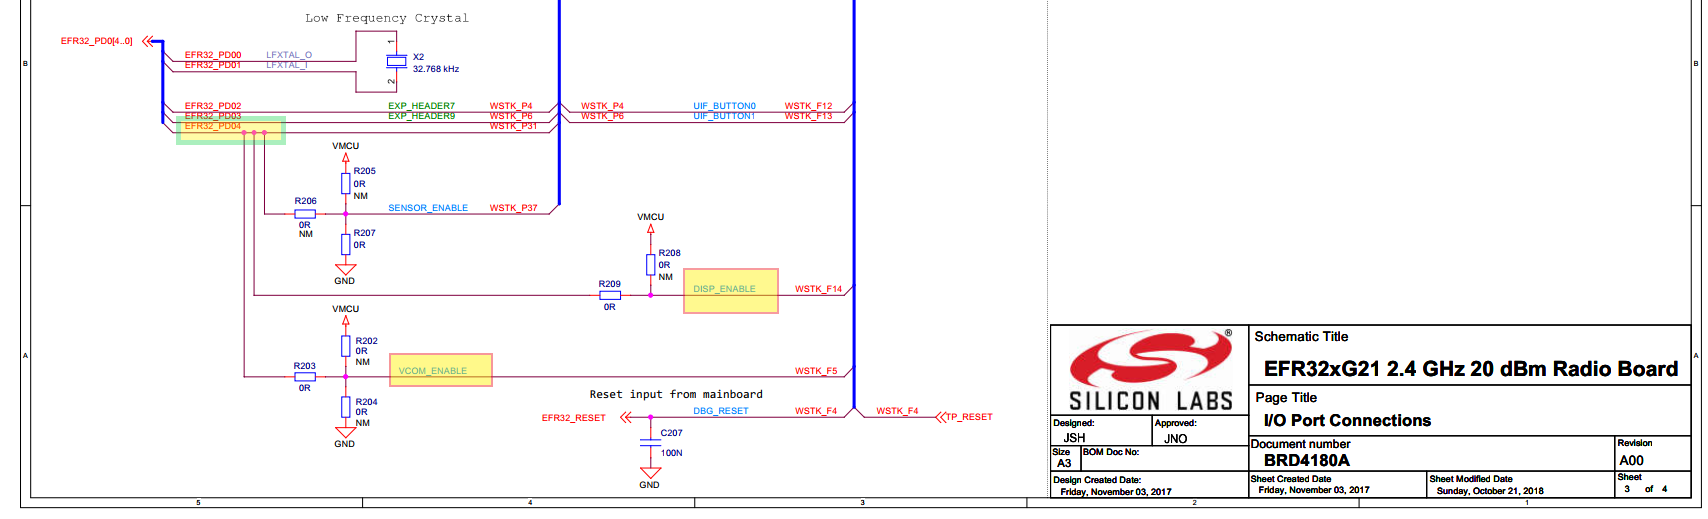 Low Frequency Crystal
EFR32_PD0[4..0]
EFR32_PD00 LFXTAL_O
EFR32_PD01 LFXTAL_I
1
X2
32.768 kHz
2
B
B
EFR32_PD02 EXP_HEADER7 WSTK_P4 WSTK_P4 UIF_BUTTON0 WSTK_F12
EFR32_PD03 EXP_HEADER9 WSTK_P6 WSTK_P6 UIF_BUTTON1 WSTK_F13
EFR32_PD04 WSTK_P31
VMCU
R205
0R
NM
R206
0R
NM
SENSOR_ENABLE WSTK_P37
R207
0R
GND
VMCU
R208
0R
NM
R209
0R
DISP_ENABLE WSTK_F14
VMCU
R202
0R
NM
R203
0R
VCOM_ENABLE WSTK_F5
R204
0R
NM
GND
Reset input from mainboard
EFR32_RESET DBG_RESET WSTK_F4 WSTK_F4 TP_RESET
C207
100N
GND
A
A
SILICON LABS ®
Schematic Title
EFR32xG21 2.4 GHz 20 dBm Radio Board
Page Title
I/O Port Connections
Designed: Approved:
JSH JNO
Size BOM Doc No:
A3
Document number
BRD4180A
Revision
A00
Design Created Date:
Friday, November 03, 2017
Sheet Created Date
Friday, November 03, 2017
Sheet Modified Date
Sunday, October 21, 2018
Sheet
3 of 4
5 4 3 2 1